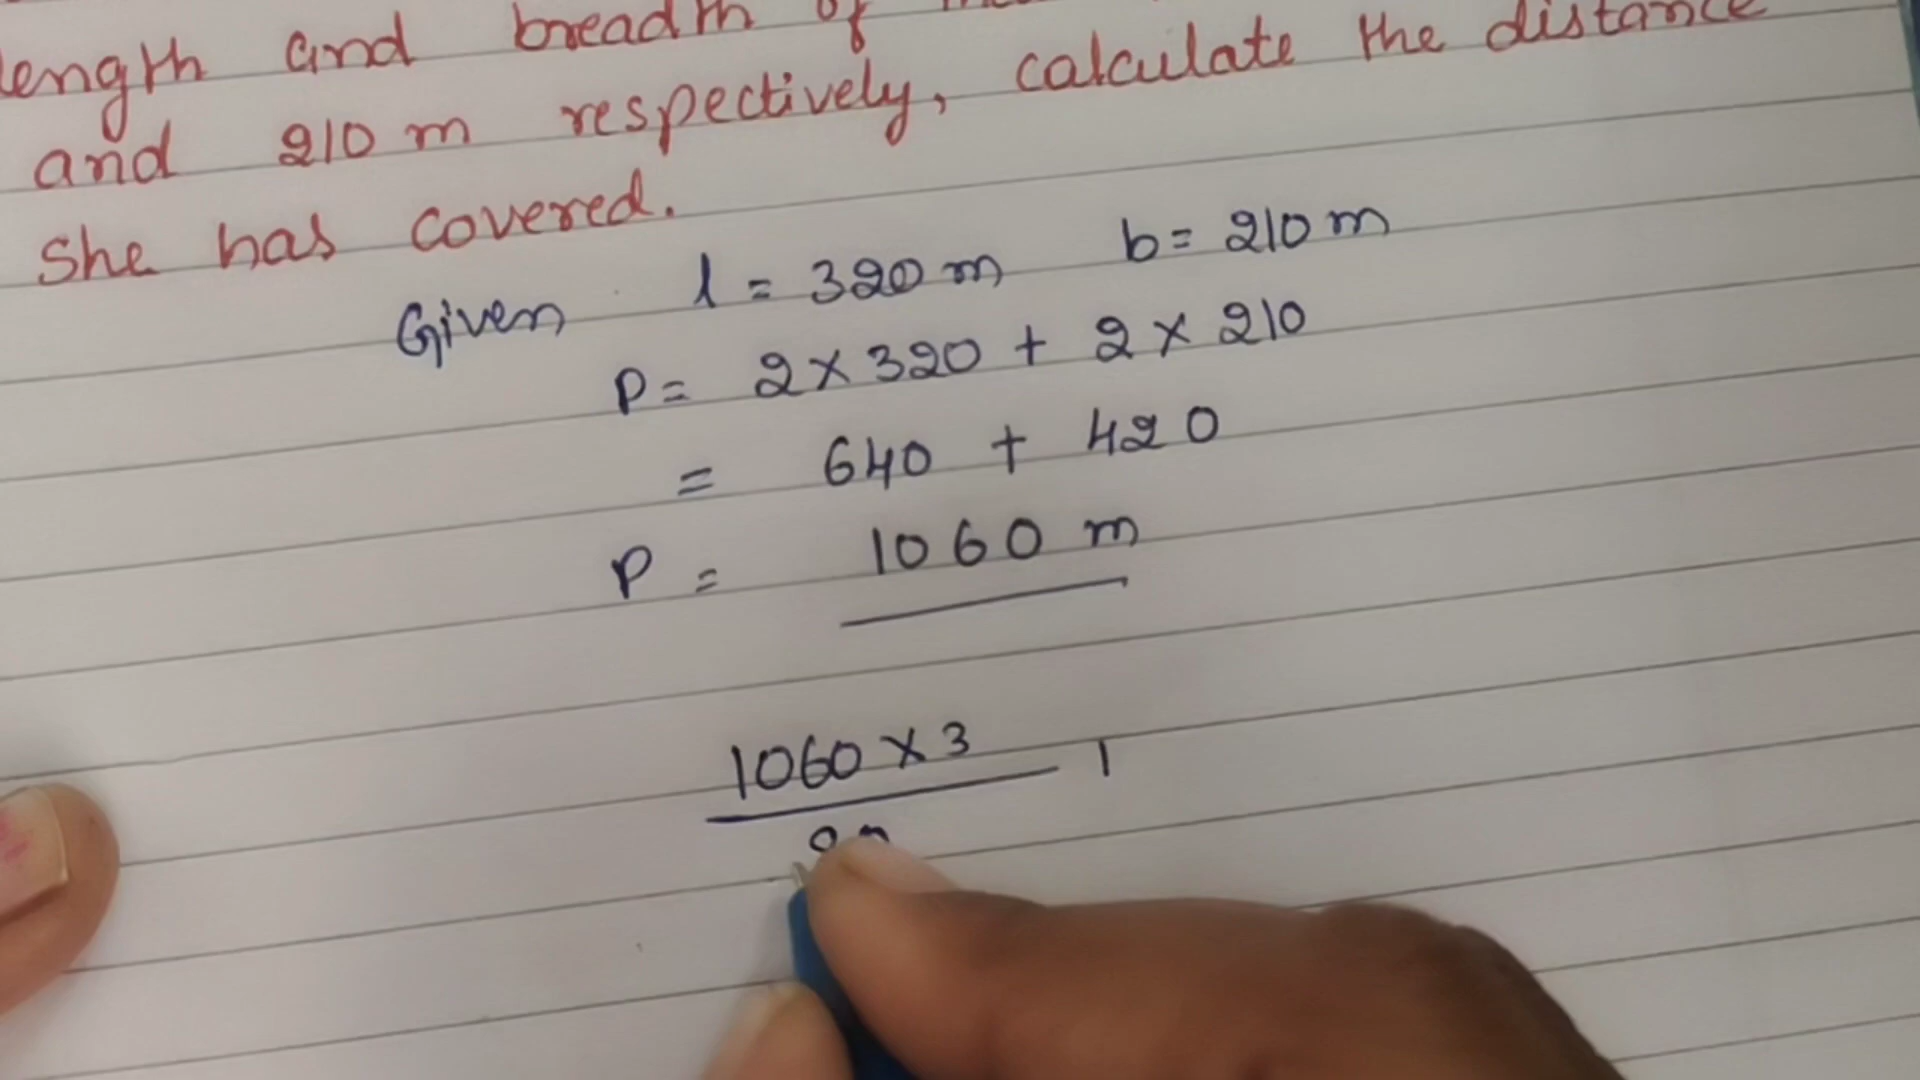 length and breadth of
and 210 m respectively, calculate the distance
she has covered.
Given l = 320 m b = 210 m
P = 2 × 320 + 2 × 210
= 640 + 420
P = 1060 m
1060 × 3 1